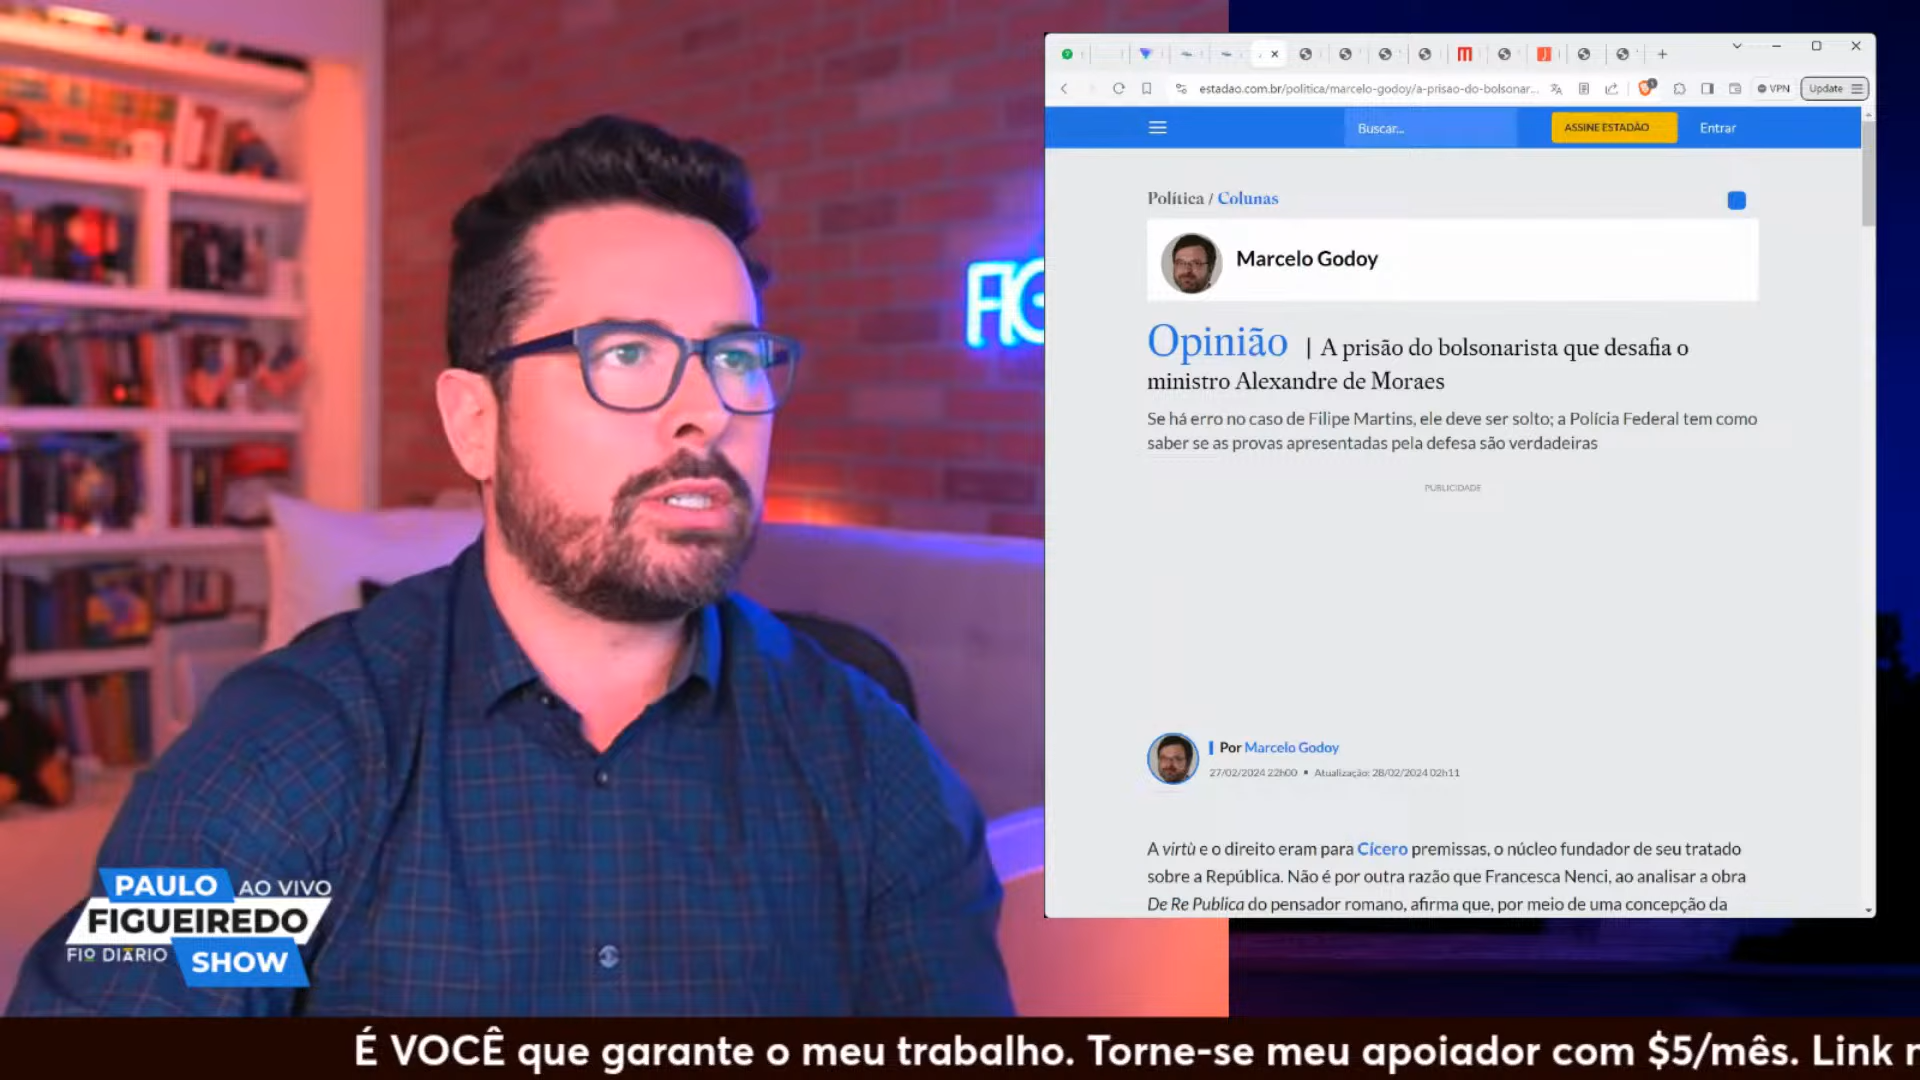 FIG
estadao.com.br/politica/marcelo-godoy/a-prisao-do-bolsonar...
VPN
Update
Buscar...
ASSINE ESTADÃO
Entrar
Política / Colunas
Marcelo Godoy
Opinião | A prisão do bolsonarista que desafia o
ministro Alexandre de Moraes
Se há erro no caso de Filipe Martins, ele deve ser solto; a Polícia Federal tem como
saber se as provas apresentadas pela defesa são verdadeiras
PUBLICIDADE
Por Marcelo Godoy
27/02/2024 22h00 • Atualização: 28/02/2024 02h11
A virtù e o direito eram para Cícero premissas, o núcleo fundador de seu tratado
sobre a República. Não é por outra razão que Francesca Nenci, ao analisar a obra
De Re Publica do pensador romano, afirma que, por meio de uma concepção da
PAULO AO VIVO
FIGUEIREDO
FIO DIÁRIO SHOW
É VOCÊ que garante o meu trabalho. Torne-se meu apoiador com $5/mês. Link